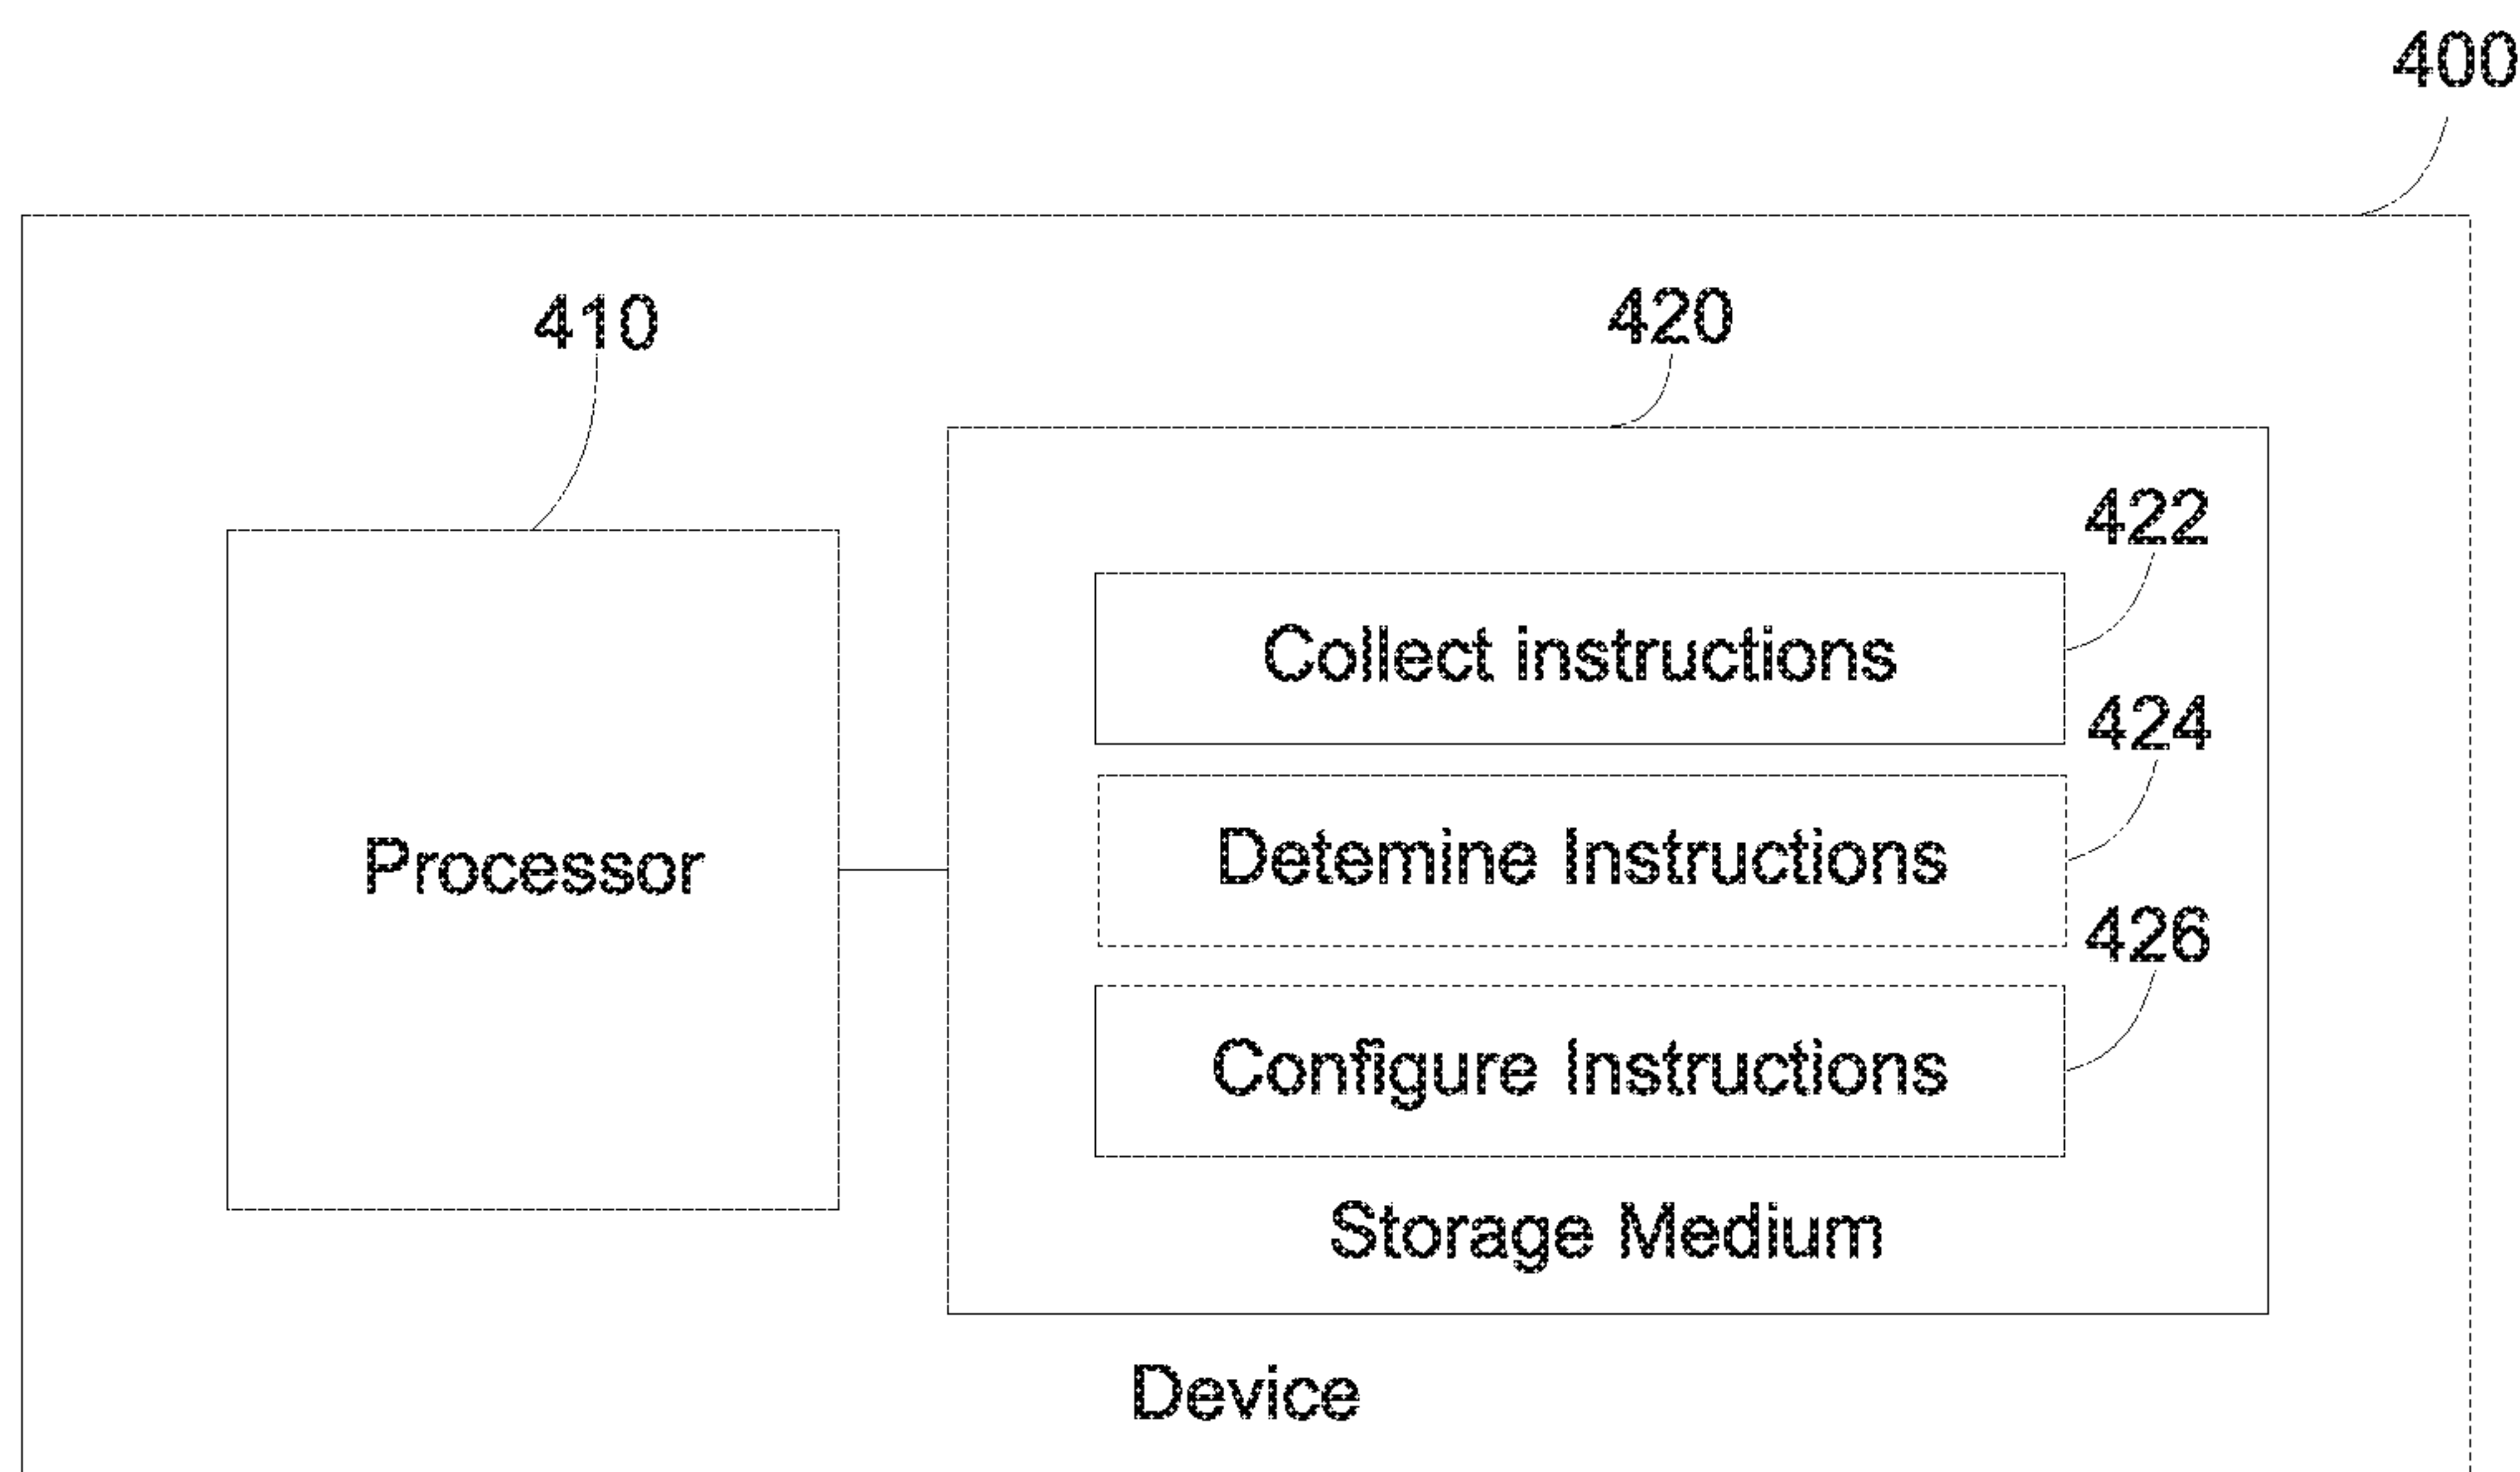 400
410
420
422
Collect instructions
424
Detemine Instructions
Processor
426
Configure Instructions
Storage Medium
Device